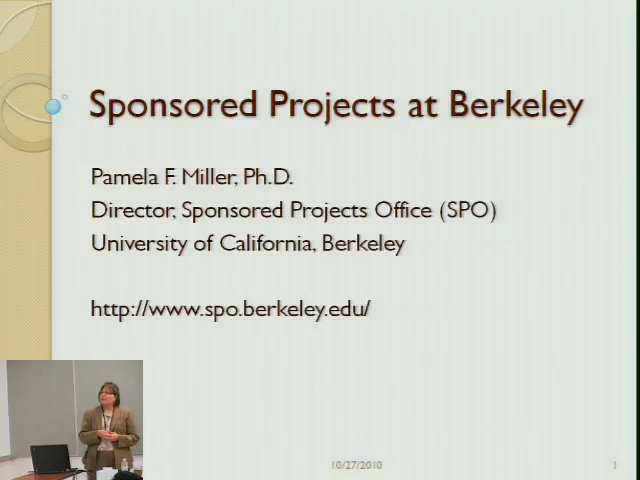 Sponsored Projects at Berkeley
Pamela F. Miller, Ph.D.
Director, Sponsored Projects Office (SPO)
University of California, Berkeley
http://www.spo.berkeley.edu/
10/27/2010
1